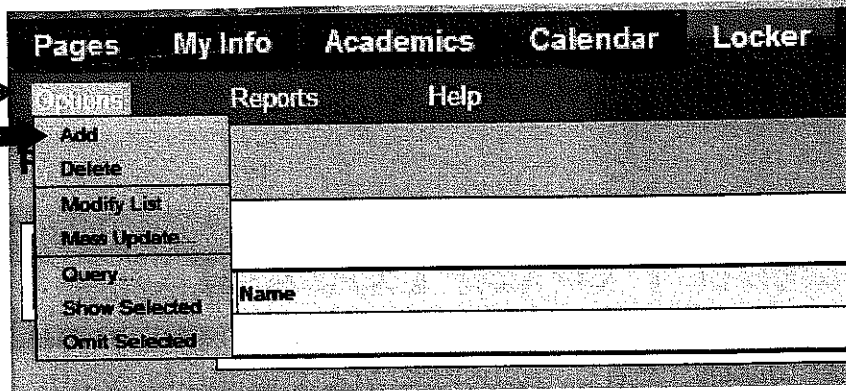 Pages My Info Academics Calendar Locker
Options Reports Help
Add
Delete
Modify List
Mass Update...
Query...
Show Selected
Omit Selected
Name